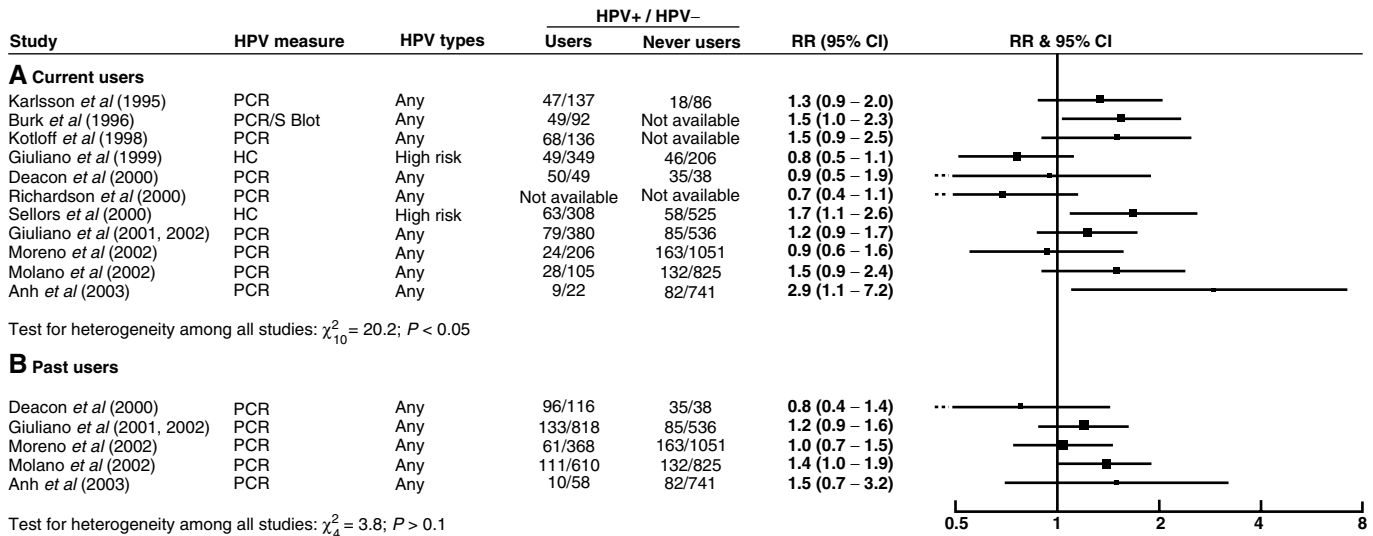 HPV+ / HPV–
Study HPV measure HPV types Users Never users RR (95% CI) RR & 95% CI
A Current users
Karlsson et al (1995) PCR Any 47/137 18/86 1.3 (0.9 – 2.0)
Burk et al (1996) PCR/S Blot Any 49/92 Not available 1.5 (1.0 – 2.3)
Kotloff et al (1998) PCR Any 68/136 Not available 1.5 (0.9 – 2.5)
Giuliano et al (1999) HC High risk 49/349 46/206 0.8 (0.5 – 1.1)
Deacon et al (2000) PCR Any 50/49 35/38 0.9 (0.5 – 1.9)
Richardson et al (2000) PCR Any Not available Not available 0.7 (0.4 – 1.1)
Sellors et al (2000) HC High risk 63/308 58/525 1.7 (1.1 – 2.6)
Giuliano et al (2001, 2002) PCR Any 79/380 85/536 1.2 (0.9 – 1.7)
Moreno et al (2002) PCR Any 24/206 163/1051 0.9 (0.6 – 1.6)
Molano et al (2002) PCR Any 28/105 132/825 1.5 (0.9 – 2.4)
Anh et al (2003) PCR Any 9/22 82/741 2.9 (1.1 – 7.2)
Test for heterogeneity among all studies: χ²₁₀ = 20.2; P < 0.05
B Past users
Deacon et al (2000) PCR Any 96/116 35/38 0.8 (0.4 – 1.4)
Giuliano et al (2001, 2002) PCR Any 133/818 85/536 1.2 (0.9 – 1.6)
Moreno et al (2002) PCR Any 61/368 163/1051 1.0 (0.7 – 1.5)
Molano et al (2002) PCR Any 111/610 132/825 1.4 (1.0 – 1.9)
Anh et al (2003) PCR Any 10/58 82/741 1.5 (0.7 – 3.2)
Test for heterogeneity among all studies: χ²₄ = 3.8; P > 0.1
0.5 1 2 4 8